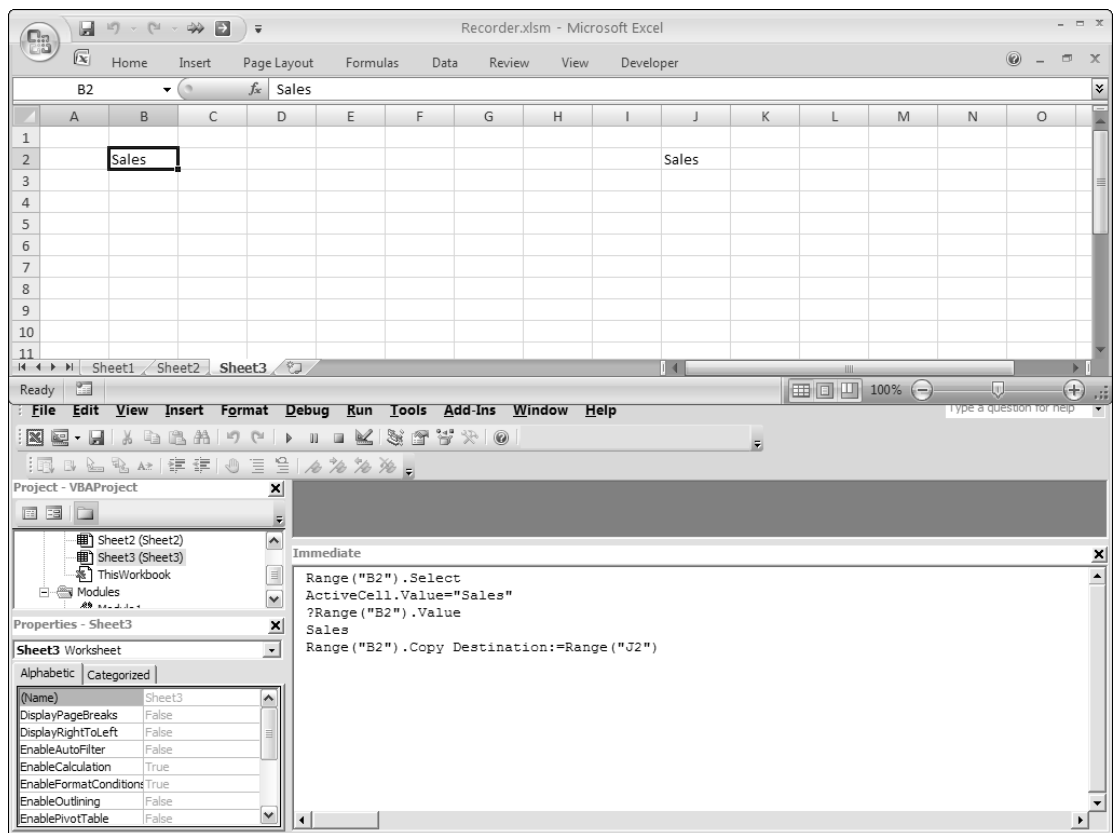 Recorder.xlsm - Microsoft Excel
Home Insert Page Layout Formulas Data Review View Developer
B2 fx Sales
A B C D E F G H I J K L M N O
1
2 Sales Sales
3
4
5
6
7
8
9
10
11
Sheet1 Sheet2 Sheet3
Ready 100%
File Edit View Insert Format Debug Run Tools Add-Ins Window Help Type a question for help
Project - VBAProject
Sheet2 (Sheet2)
Sheet3 (Sheet3)
ThisWorkbook
Modules
Module1
Properties - Sheet3
Sheet3 Worksheet
Alphabetic Categorized
(Name) Sheet3
DisplayPageBreaks False
DisplayRightToLeft False
EnableAutoFilter False
EnableCalculation True
EnableFormatConditions True
EnableOutlining False
EnablePivotTable False
Immediate
Range("B2").Select
ActiveCell.Value="Sales"
?Range("B2").Value
Sales
Range("B2").Copy Destination:=Range("J2")